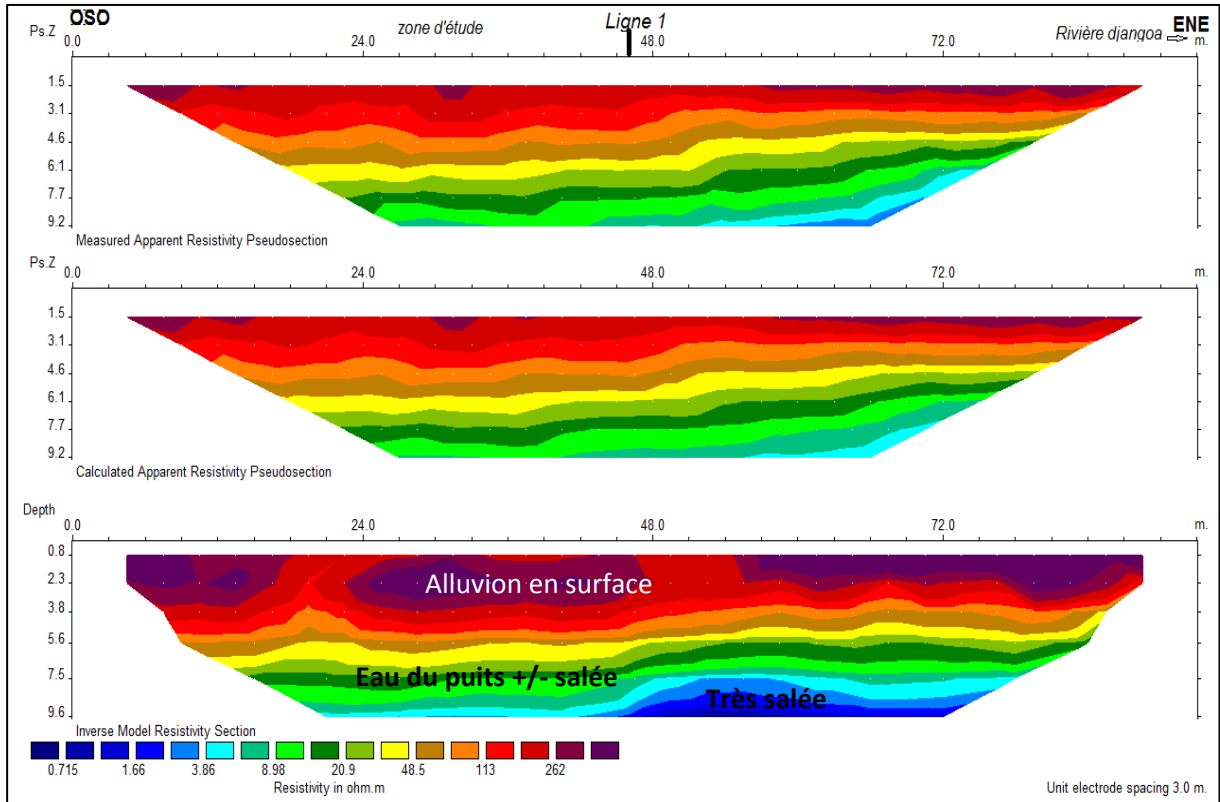 OSO zone d'étude Ligne 1 ENE
Ps.Z 0.0 24.0 48.0 72.0 Rivière djangoa m.
1.5
3.1
4.6
6.1
7.7
9.2
Measured Apparent Resistivity Pseudosection
Ps.Z 0.0 24.0 48.0 72.0 m.
1.5
3.1
4.6
6.1
7.7
9.2
Calculated Apparent Resistivity Pseudosection
Depth 0.0 24.0 48.0 72.0 m.
0.8
2.3 Alluvion en surface
3.8
5.6
7.5 Eau du puits +/- salée
Très salée
9.6
Inverse Model Resistivity Section
0.715 1.66 3.86 8.98 20.9 48.5 113 262
Resistivity in ohm.m Unit electrode spacing 3.0 m.